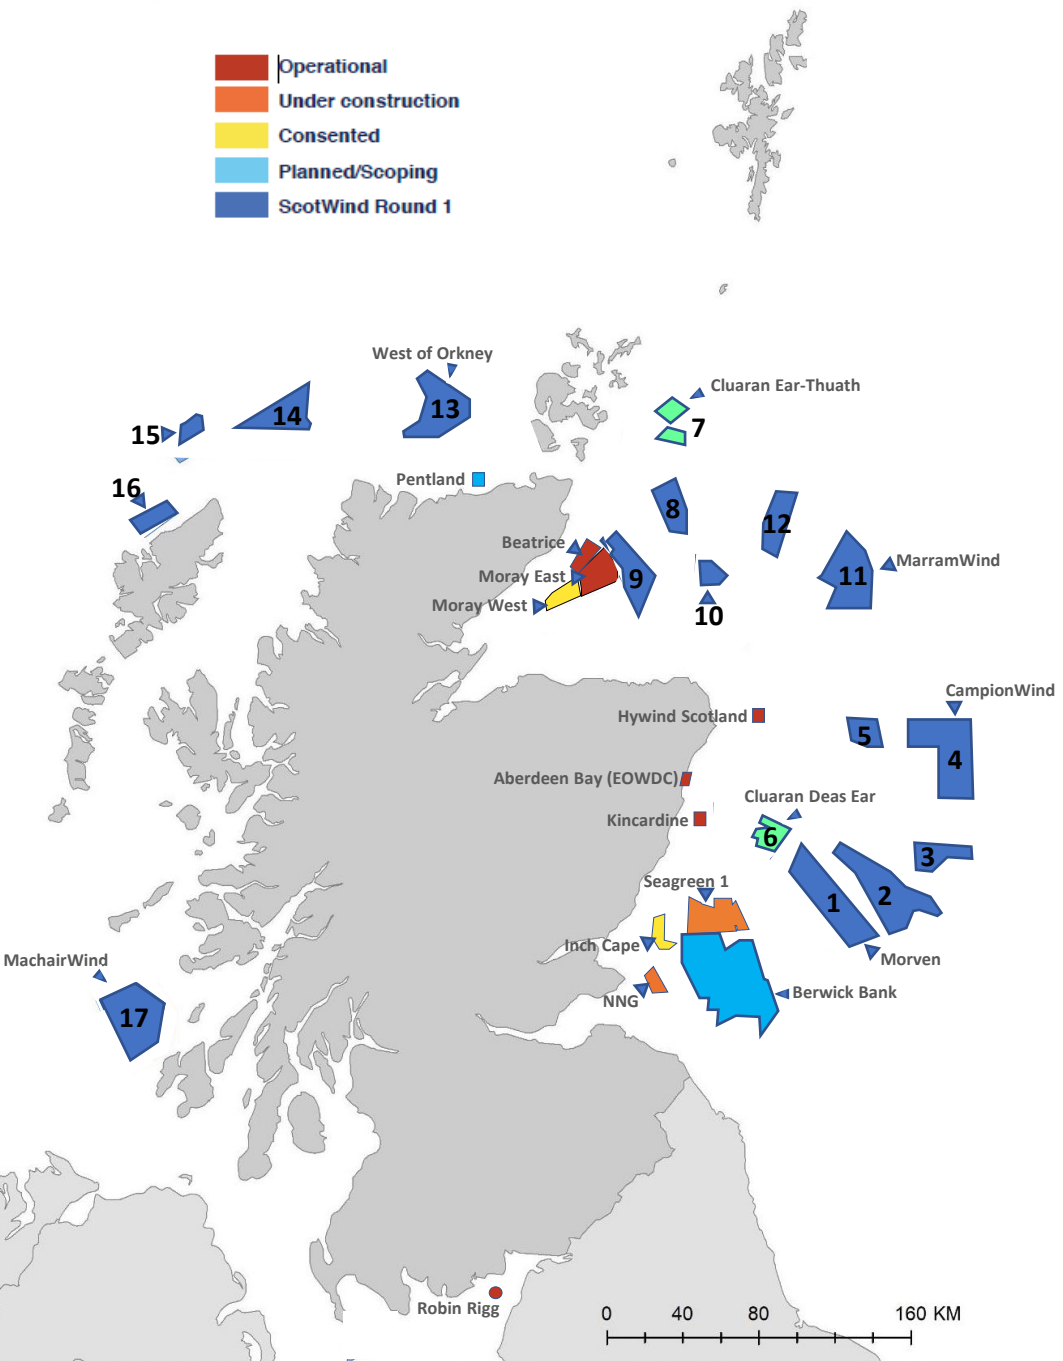 Operational
Under construction
Consented
Planned/Scoping
ScotWind Round 1
West of Orkney
Cluaran Ear-Thuath
13
14
15
7
16
Pentland
8
12
Beatrice
MarramWind
Moray East
9
11
Moray West
10
CampionWind
Hywind Scotland
5
4
Aberdeen Bay (EOWDC)
Cluaran Deas Ear
Kincardine
6
3
Seagreen 1
2
1
Inch Cape
MachairWind
Morven
NNG
Berwick Bank
17
Robin Rigg
0 40 80 160 KM